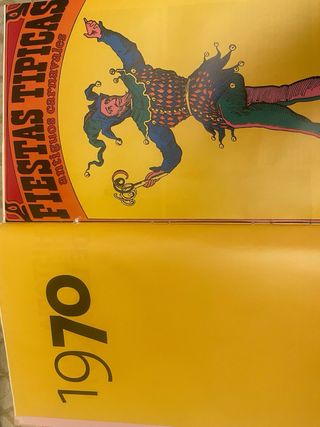 FIESTAS TIPICAS
antiguos carnavales
1970